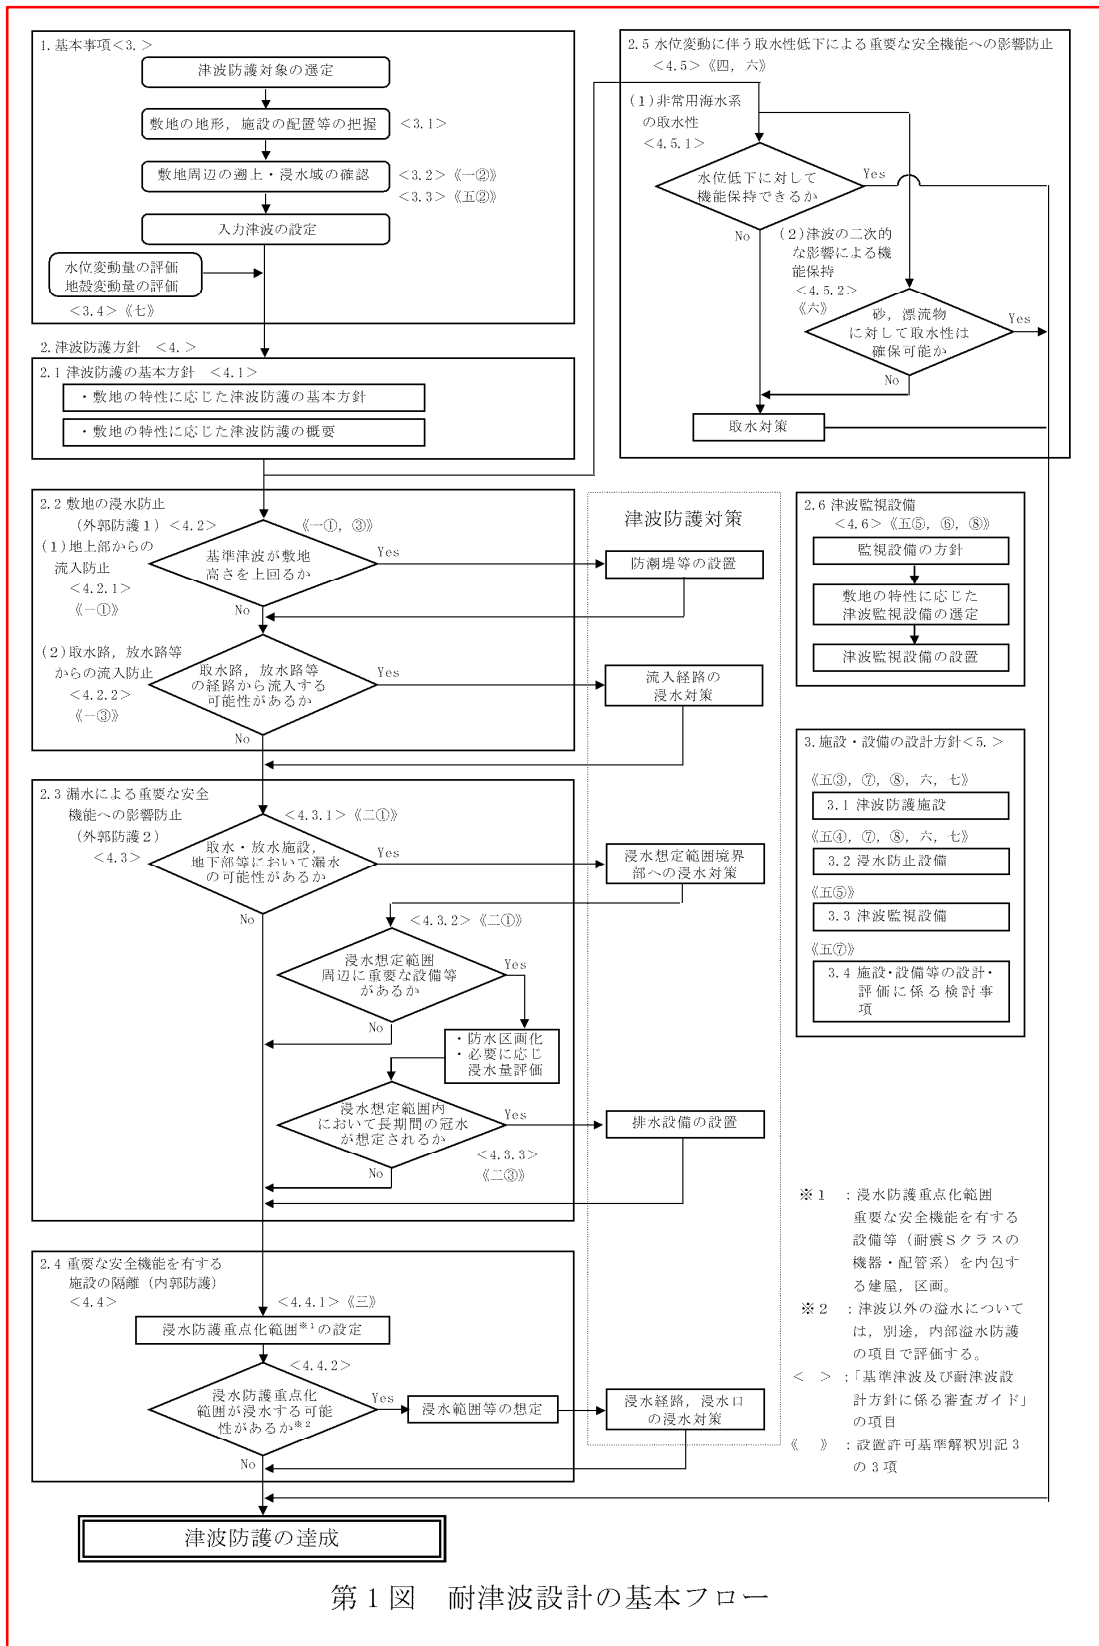 1.基本事項<3.>
津波防護対象の選定
敷地の地形，施設の配置等の把握
<3.1>
敷地周辺の遡上・浸水域の確認
<3.2>《一②》
<3.3>《五②》
入力津波の設定
水位変動量の評価
地殻変動量の評価
<3.4>《七》
2.津波防護方針 <4.>
2.1 津波防護の基本方針 <4.1>
・敷地の特性に応じた津波防護の基本方針
・敷地の特性に応じた津波防護の概要
2.2 敷地の浸水防止
(外郭防護1)<4.2>
《一①，③》
(1)地上部からの
流入防止
<4.2.1>
《一①》
基準津波が敷地
高さを上回るか
Yes
No
(2)取水路，放水路等
からの流入防止
<4.2.2>
《一③》
取水路，放水路等
の経路から流入する
可能性があるか
Yes
No
津波防護対策
防潮堤等の設置
流入経路の
浸水対策
2.3 漏水による重要な安全
機能への影響防止
(外郭防護2)
<4.3>
<4.3.1>《二①》
取水・放水施設，
地下部等において漏水
の可能性があるか
Yes
No
浸水想定範囲境界
部への浸水対策
<4.3.2>《二①》
浸水想定範囲
周辺に重要な設備等
があるか
Yes
No
・防水区画化
・必要に応じ
浸水量評価
浸水想定範囲内
において長期間の冠水
が想定されるか
Yes
No
<4.3.3>
《二③》
排水設備の設置
2.4 重要な安全機能を有する
施設の隔離（内郭防護）
<4.4>
<4.4.1>《三》
浸水防護重点化範囲※1の設定
<4.4.2>
浸水防護重点化
範囲が浸水する可能
性があるか※2
Yes
No
浸水範囲等の想定
浸水経路，浸水口
の浸水対策
津波防護の達成
2.5 水位変動に伴う取水性低下による重要な安全機能への影響防止
<4.5>《四，六》
(1)非常用海水系
の取水性
<4.5.1>
水位低下に対して
機能保持できるか
Yes
No
(2)津波の二次的
な影響による機
能保持
<4.5.2>
《六》
砂，漂流物
に対して取水性は
確保可能か
Yes
No
取水対策
2.6 津波監視設備
<4.6>《五⑤，⑥，⑧》
監視設備の方針
敷地の特性に応じた
津波監視設備の選定
津波監視設備の設置
3.施設・設備の設計方針<5.>
《五③，⑦，⑧，六，七》
3.1 津波防護施設
《五④，⑦，⑧，六，七》
3.2 浸水防止設備
《五⑤》
3.3 津波監視設備
《五⑦》
3.4 施設・設備等の設計・
評価に係る検討事
項
※1 ：浸水防護重点化範囲
重要な安全機能を有する
設備等（耐震Sクラスの
機器・配管系）を内包す
る建屋，区画。
※2 ：津波以外の溢水について
は，別途，内部溢水防護
の項目で評価する。
< > ：「基準津波及び耐津波設
計方針に係る審査ガイド」
の項目
《 》 ：設置許可基準解釈別記3
の3項
第1図 耐津波設計の基本フロー